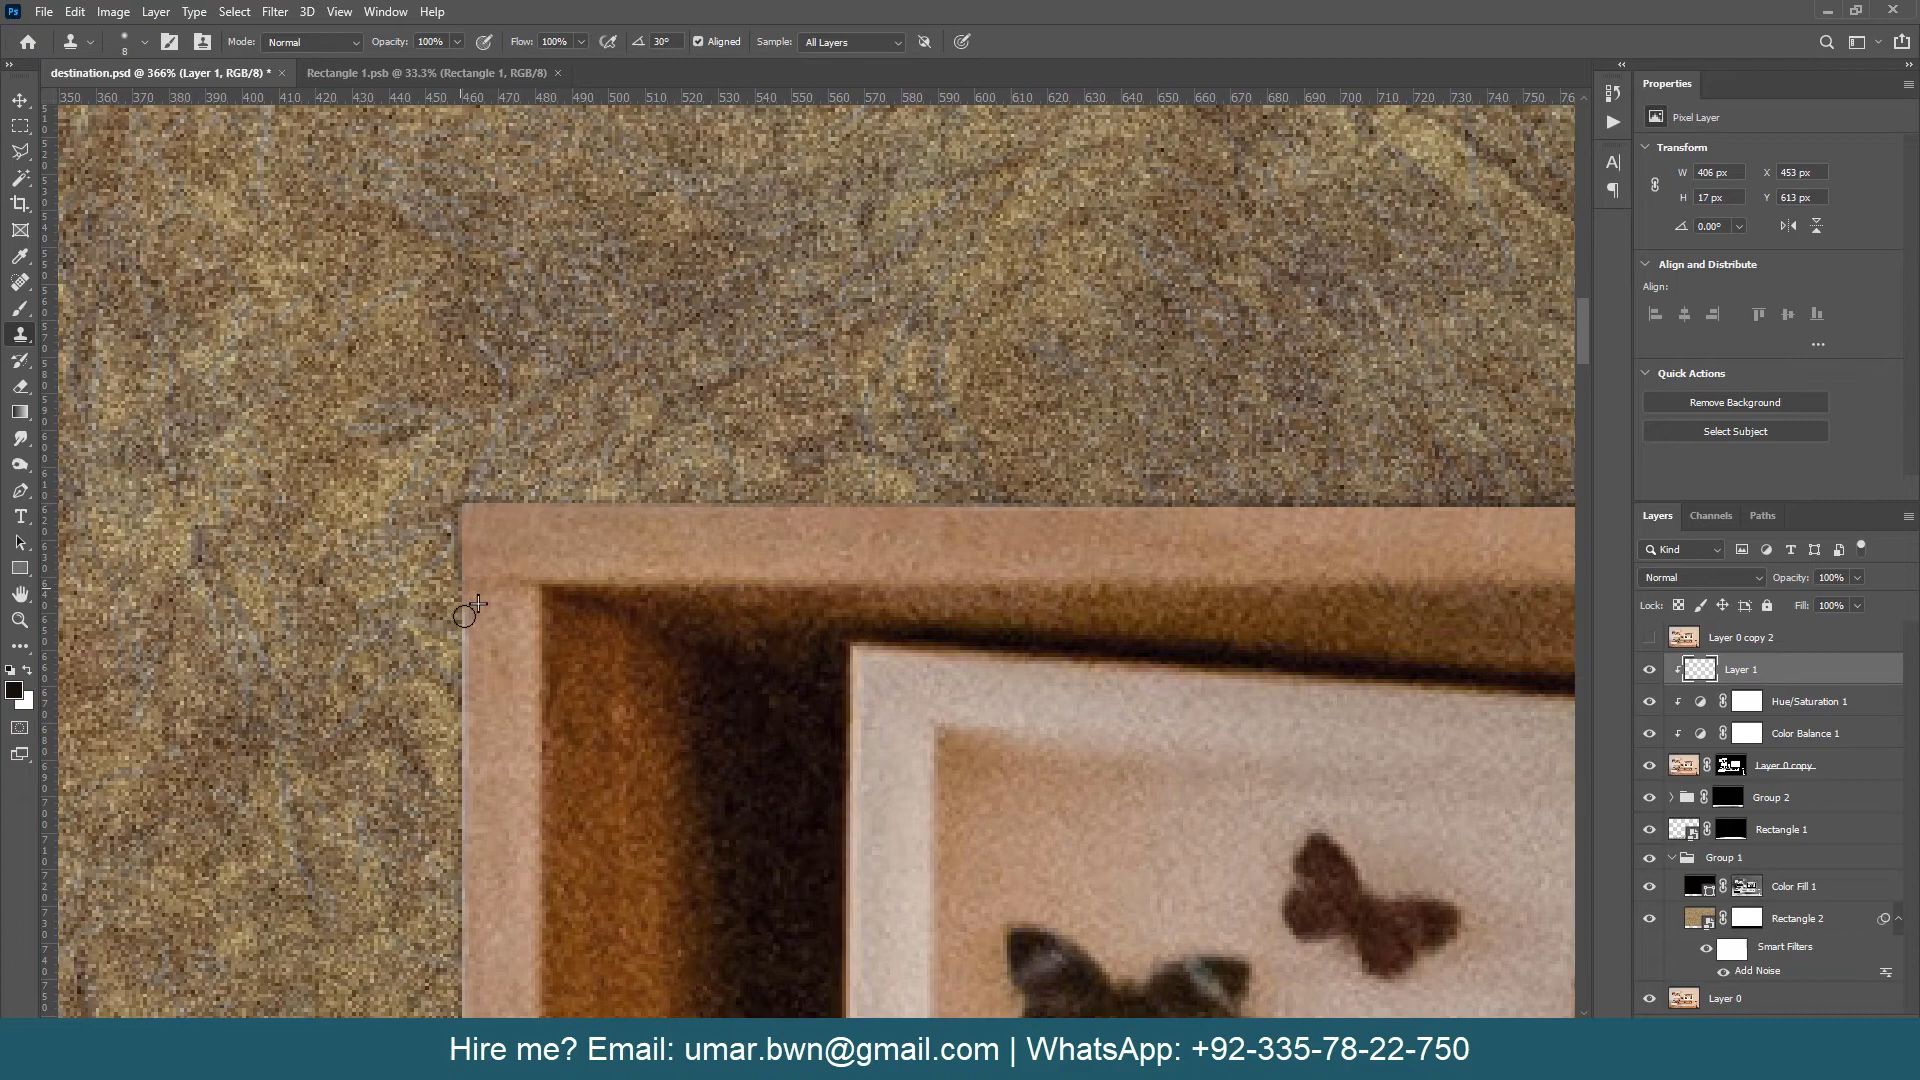 Ps File Edit Image Layer Type Select Filter 3D View Window Help
8 Mode: Normal Opacity: 100% Flow: 100% 30° Aligned Sample: All Layers
destination.psd @ 366% (Layer 1, RGB/8) * × Rectangle 1.psb @ 33.3% (Rectangle 1, RGB/8) ×
350 360 370 380 390 400 410 420 430 440 450 460 470 480 490 500 510 520 530 540 550 560 570 580 590 600 610 620 630 640 650 660 670 680 690 700 710 720 730 740 750 76
Properties
Pixel Layer
Transform
W 406 px X 453 px
H 17 px Y 613 px
0.00°
Align and Distribute
Align:
Quick Actions
Remove Background
Select Subject
Layers Channels Paths
Kind
Normal Opacity: 100%
Lock: Fill: 100%
Layer 0 copy 2
Layer 1
Hue/Saturation 1
Color Balance 1
Layer 0 copy
Group 2
Rectangle 1
Group 1
Color Fill 1
Rectangle 2
Smart Filters
Add Noise
Layer 0
Hire me? Email: umar.bwn@gmail.com | WhatsApp: +92-335-78-22-750